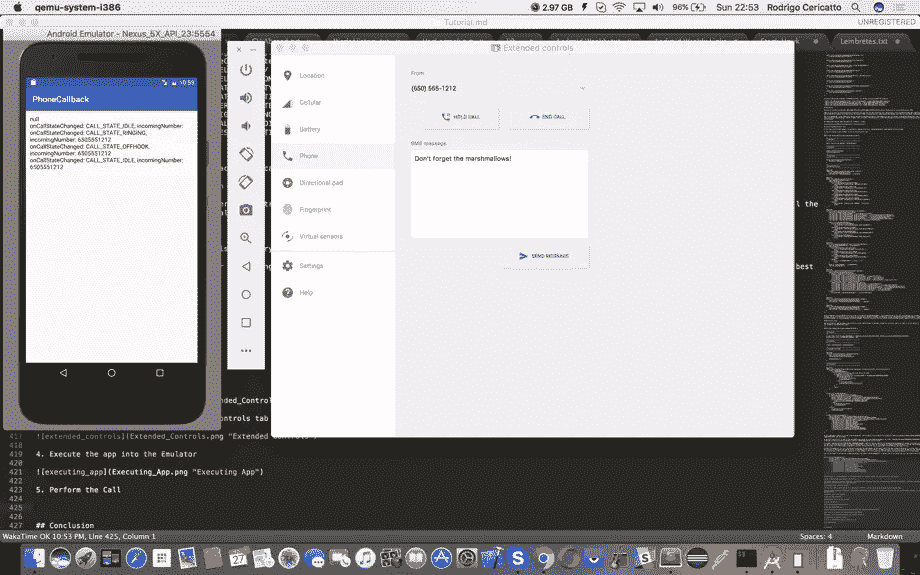 qemu-system-i386
2.97 GB
96%
Sun 22:53
Rodrigo Cericatto
Tutorial.md
UNREGISTERED
Android Emulator - Nexus_5X_API_23:5554
Extended controls
Lembretes.txt
10:59
PhoneCallback
null
onCallStateChanged: CALL_STATE_IDLE, incomingNumber:
onCallStateChanged: CALL_STATE_RINGING,
incomingNumber: 6505551212
onCallStateChanged: CALL_STATE_OFFHOOK,
incomingNumber: 6505551212
onCallStateChanged: CALL_STATE_IDLE, incomingNumber:
6505551212
Location
Cellular
Battery
Phone
Directional pad
Fingerprint
Virtual sensors
Settings
Help
From
(650) 555-1212
HOLD CALL
END CALL
SMS message
Don't forget the marshmallows!
SEND MESSAGE
l the
best
ended_Cont
ontrols tab
417 ![extended_controls](Extended_Controls.png "Extended Controls")
418
419 4. Execute the app into the Emulator
420
421 ![executing_app](Executing_App.png "Executing App")
422
423 5. Perform the Call
424
425
426
427 ## Conclusion
WakaTime OK 10:53 PM, Line 425, Column 1
Spaces: 4
Markdown
27